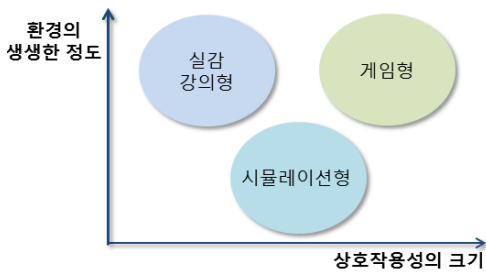 환경의
생생한 정도
실감
강의형
게임형
시뮬레이션형
상호작용성의 크기